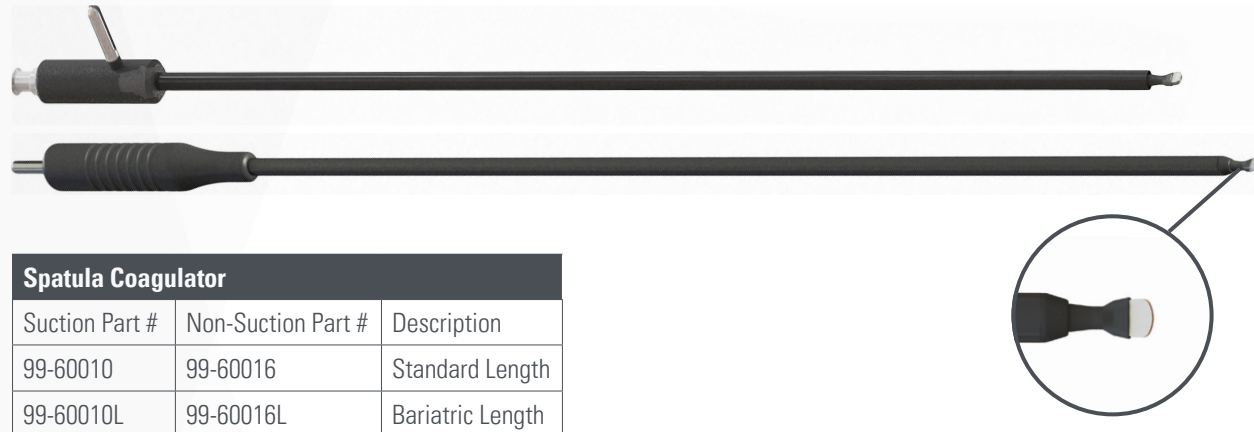 Spatula Coagulator
Suction Part # Non-Suction Part # Description
99-60010 99-60016 Standard Length
99-60010L 99-60016L Bariatric Length